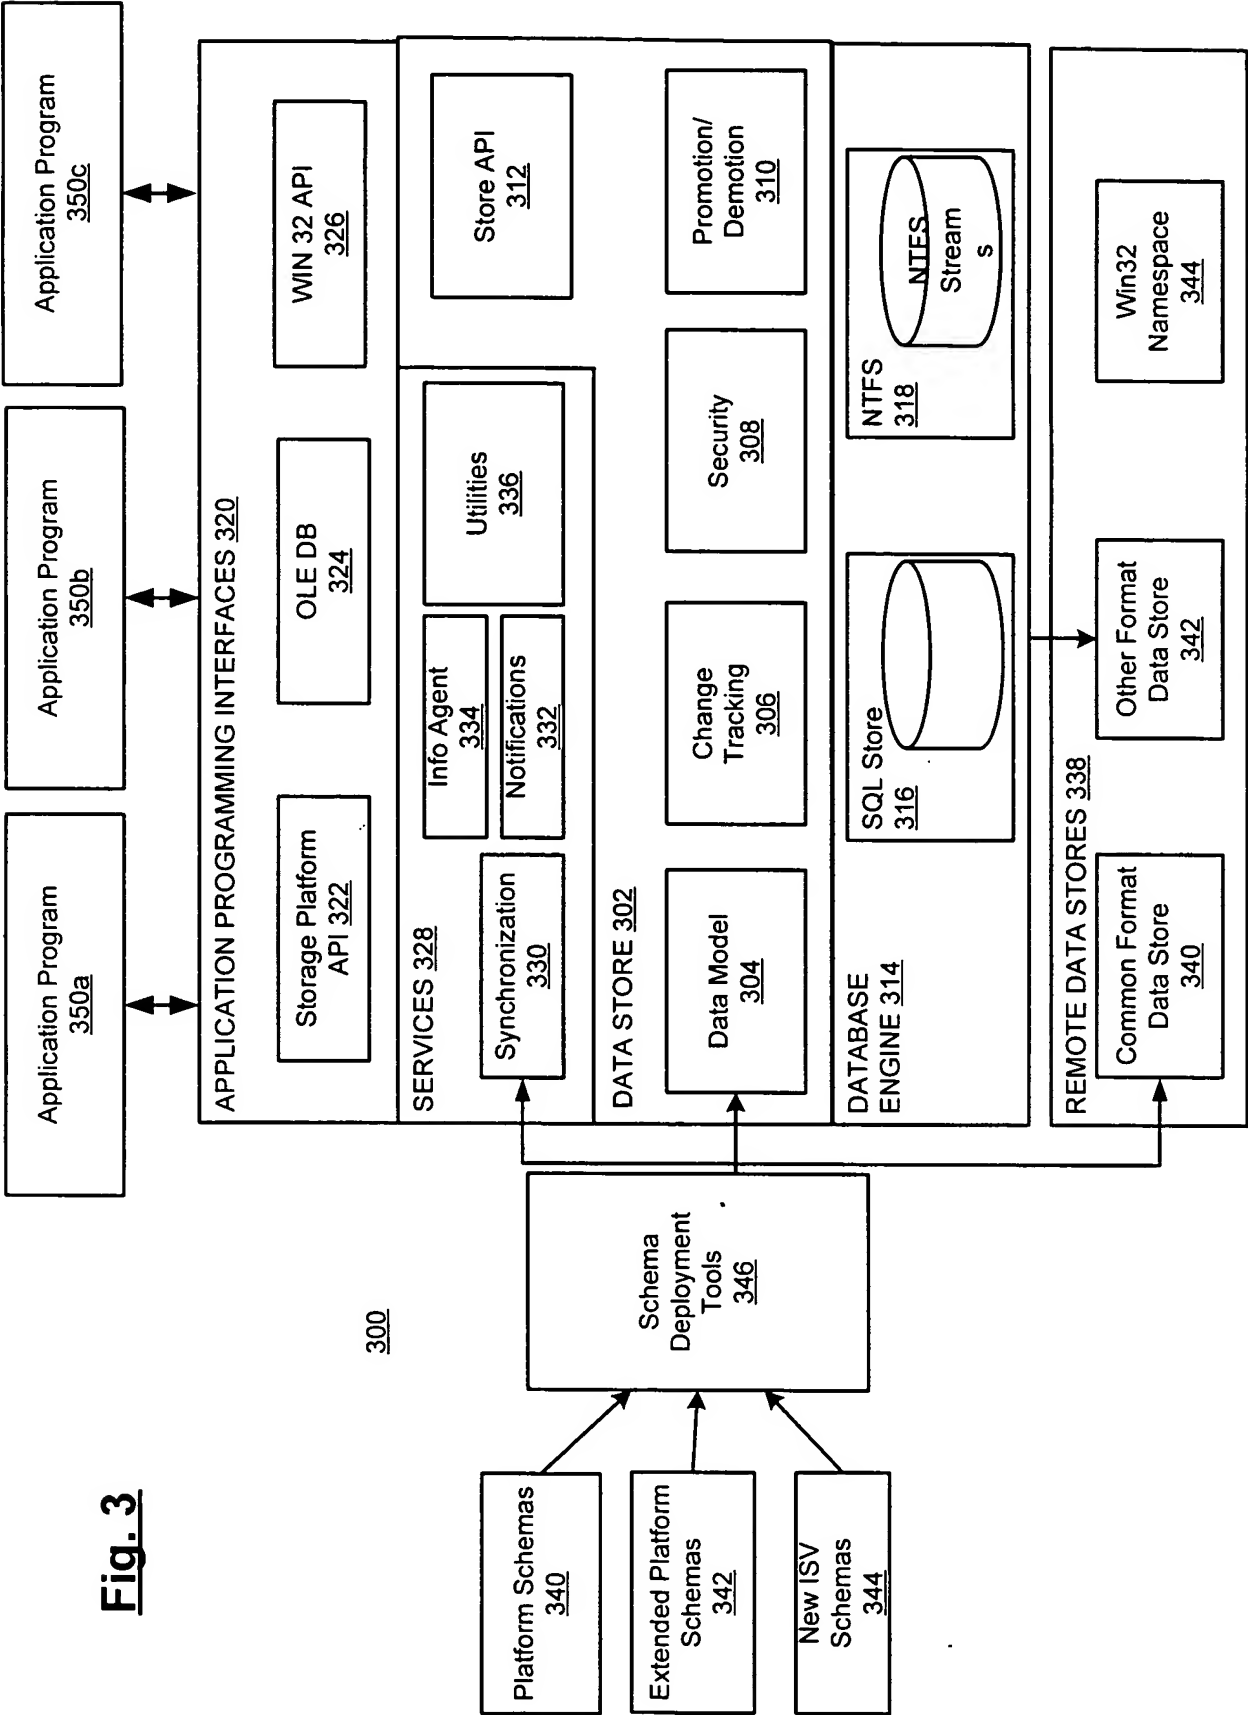 Fig. 3
300
Application Program
350a
Application Program
350b
Application Program
350c
APPLICATION PROGRAMMING INTERFACES 320
Storage Platform
API 322
OLE DB
324
WIN 32 API
326
SERVICES 328
Synchronization
330
Info Agent
334
Notifications
332
Utilities
336
Store API
312
DATA STORE 302
Data Model
304
Change
Tracking
306
Security
308
Promotion/
Demotion
310
DATABASE
ENGINE 314
SQL Store
316
NTFS
318
NTFS
Stream
s
REMOTE DATA STORES 338
Common Format
Data Store
340
Other Format
Data Store
342
Win32
Namespace
344
Schema
Deployment
Tools
346
Platform Schemas
340
Extended Platform
Schemas
342
New ISV
Schemas
344